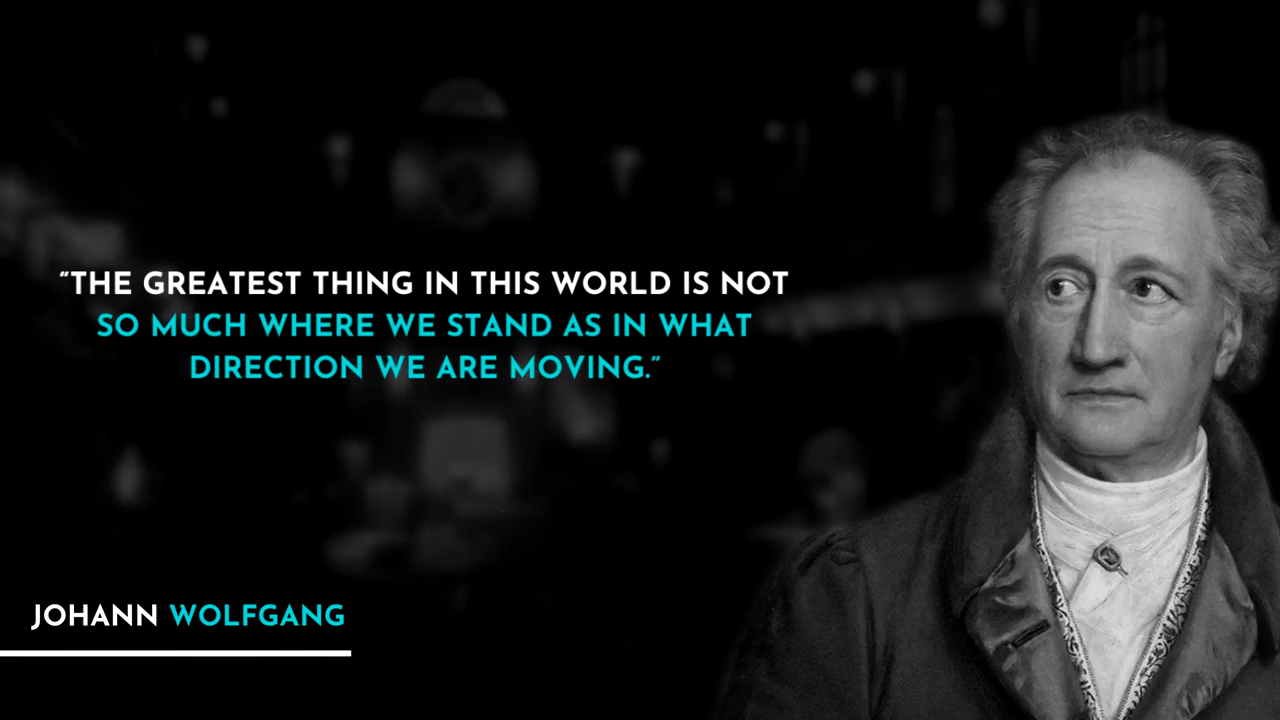 “THE GREATEST THING IN THIS WORLD IS NOT
SO MUCH WHERE WE STAND AS IN WHAT
DIRECTION WE ARE MOVING.”
JOHANN WOLFGANG